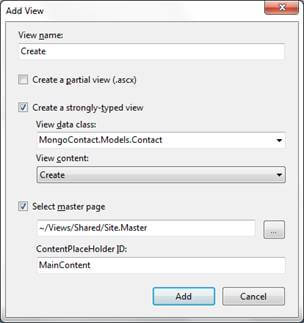 Add View
View name:
Create
Create a partial view (.ascx)
Create a strongly-typed view
View data class:
MongoContact.Models.Contact
View content:
Create
Select master page
~/Views/Shared/Site.Master
...
ContentPlaceHolder ID:
MainContent
Add Cancel